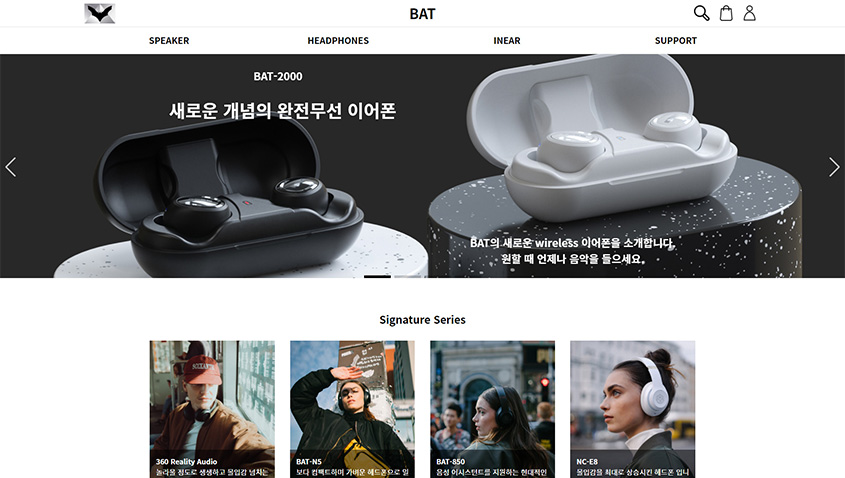 BAT
SPEAKER
HEADPHONES
INEAR
SUPPORT
BAT-2000
새로운 개념의 완전무선 이어폰
BAT의 새로운 wireless 이어폰을 소개합니다.
원할 때 언제나 음악을 들으세요.
Signature Series
360 Reality Audio
놀라울 정도로 생생하고 몰입감 넘치는
BAT-N5
보다 컴팩트하며 가벼운 헤드폰으로 일
BAT-850
음성 어시스턴트를 지원하는 현대적인
NC-E8
몰입감을 최대로 상승시킨 헤드폰 입니